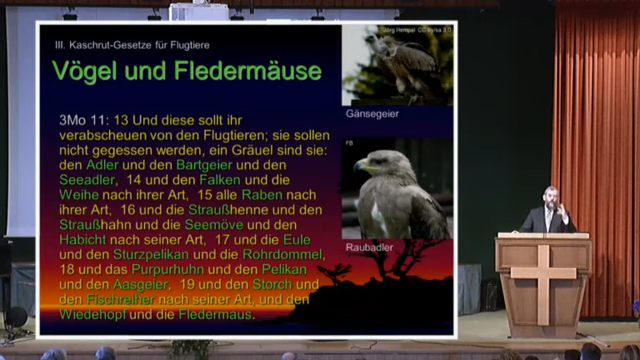 III. Kaschrut-Gesetze für Flugtiere
Vögel und Fledermäuse
3Mo 11: 13 Und diese sollt ihr
verabscheuen von den Flugtieren; sie sollen
nicht gegessen werden, ein Gräuel sind sie:
den Adler und den Bartgeier und den
Seeadler, 14 und den Falken und die
Weihe nach ihrer Art, 15 alle Raben nach
ihrer Art, 16 und die Straußhenne und den
Straußhahn und die Seemöve und den
Habicht nach seiner Art, 17 und die Eule
und den Sturzpelikan und die Rohrdommel,
18 und das Purpurhuhn und den Pelikan
und den Aasgeier, 19 und den Storch und
den Fischreiher nach seiner Art, und den
Wiedehopf und die Fledermaus.
Jörg Hempel CC
Gänsegeier
FB
Raubadler